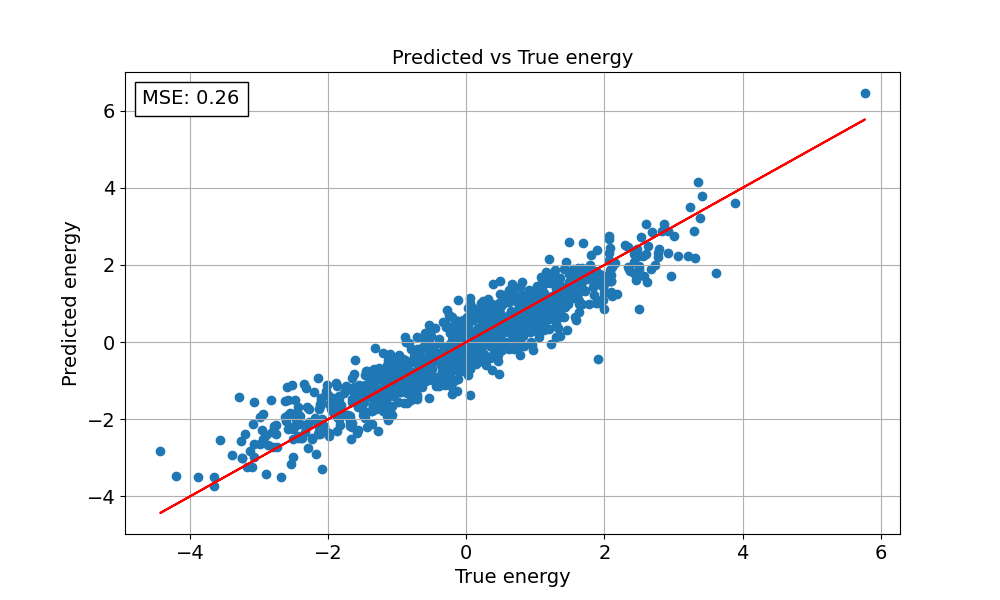 Predicted vs True energy
MSE: 0.26
Predicted energy
6
4
2
0
−2
−4
−4 −2 0 2 4 6
True energy